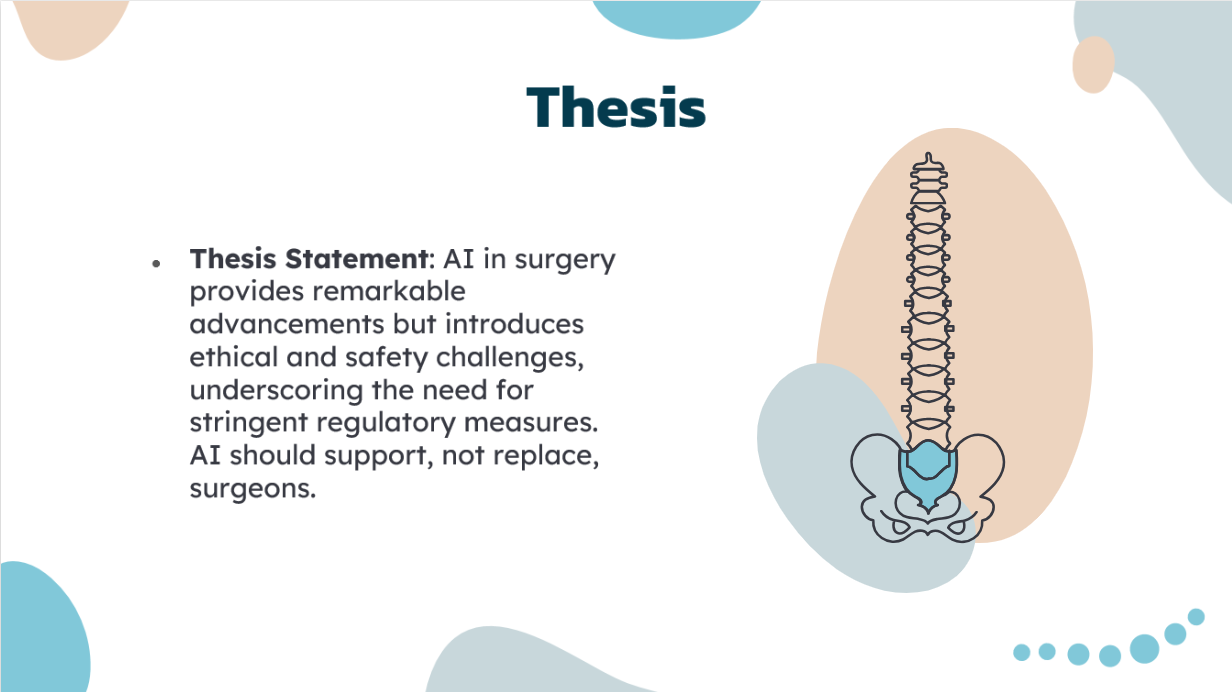 Thesis
• Thesis Statement: AI in surgery
provides remarkable
advancements but introduces
ethical and safety challenges,
underscoring the need for
stringent regulatory measures.
AI should support, not replace,
surgeons.